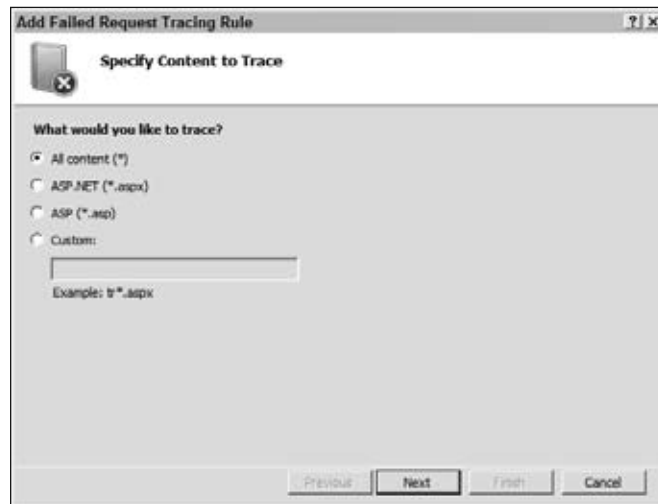 Add Failed Request Tracing Rule
Specify Content to Trace
What would you like to trace?
All content (*)
ASP.NET (*.aspx)
ASP (*.asp)
Custom:
Example: tr*.aspx
Previous Next Finish Cancel